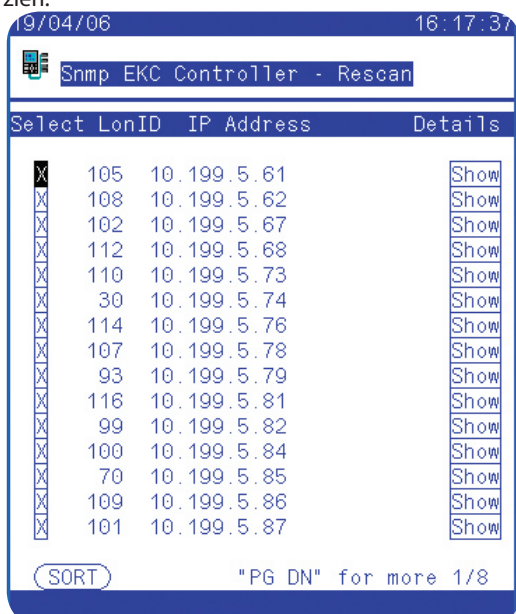 zien.
19/04/06 16:17:37
Snmp EKC Controller - Rescan
Select LonID IP Address Details
X 105 10.199.5.61 Show
X 108 10.199.5.62 Show
X 102 10.199.5.67 Show
X 112 10.199.5.68 Show
X 110 10.199.5.73 Show
X 30 10.199.5.74 Show
X 114 10.199.5.76 Show
X 107 10.199.5.78 Show
X 93 10.199.5.79 Show
X 116 10.199.5.81 Show
X 99 10.199.5.82 Show
X 100 10.199.5.84 Show
X 70 10.199.5.85 Show
X 109 10.199.5.86 Show
X 101 10.199.5.87 Show
SORT "PG DN" for more 1/8